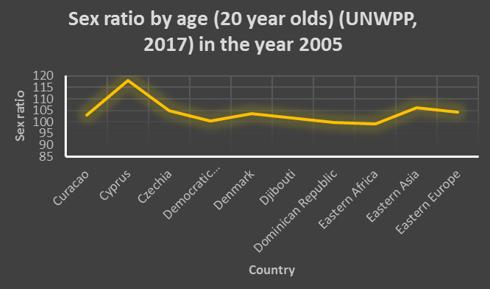 Sex ratio by age (20 year olds) (UNWPP,
2017) in the year 2005
Sex ratio
120
115
110
105
100
95
90
85
Curacao
Cyprus
Czechia
Democratic...
Denmark
Djibouti
Dominican Republic
Eastern Africa
Eastern Asia
Eastern Europe
Country